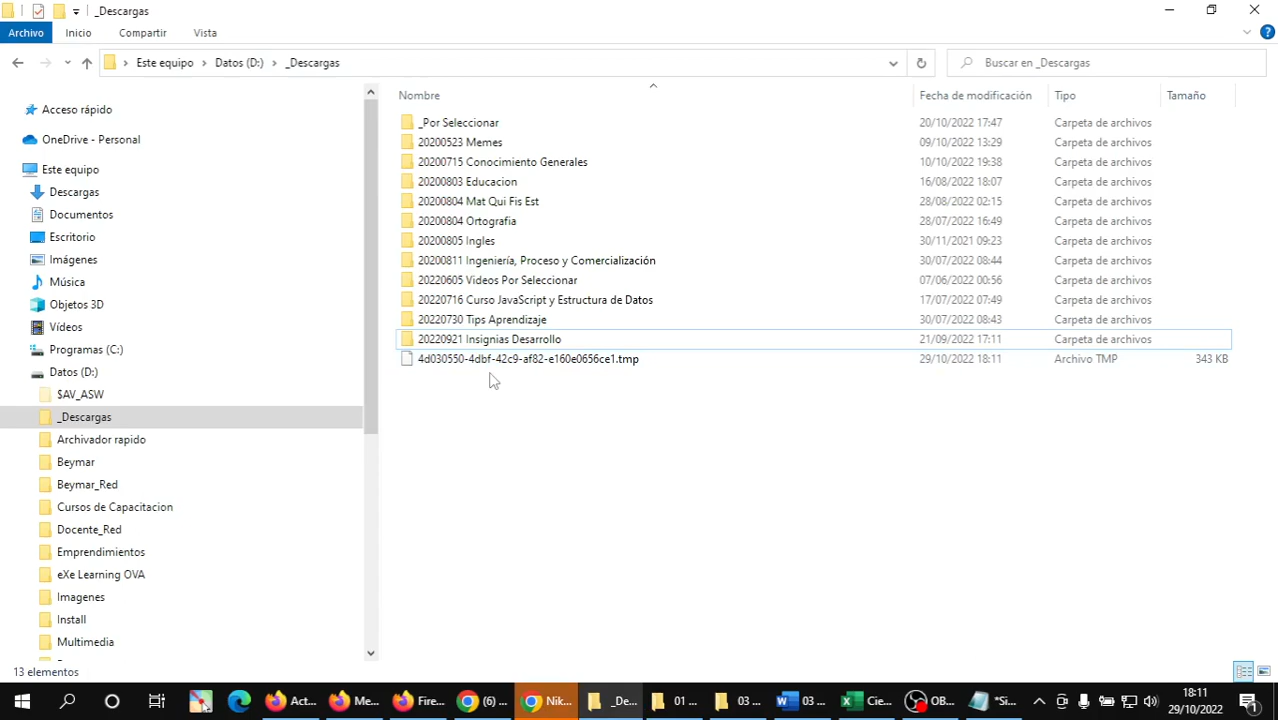 _Descargas
Archivo Inicio Compartir Vista
Este equipo Datos (D:) _Descargas
Buscar en _Descargas
Nombre Fecha de modificación Tipo Tamaño
Acceso rápido
OneDrive - Personal
Este equipo
Descargas
Documentos
Escritorio
Imágenes
Música
Objetos 3D
Vídeos
Programas (C:)
Datos (D:)
$AV_ASW
_Descargas
Archivador rapido
Beymar
Beymar_Red
Cursos de Capacitacion
Docente_Red
Emprendimientos
eXe Learning OVA
Imagenes
Install
Multimedia
_Por Seleccionar 20/10/2022 17:47 Carpeta de archivos
20200523 Memes 09/10/2022 13:29 Carpeta de archivos
20200715 Conocimiento Generales 10/10/2022 19:38 Carpeta de archivos
20200803 Educacion 16/08/2022 18:07 Carpeta de archivos
20200804 Mat Qui Fis Est 28/08/2022 02:15 Carpeta de archivos
20200804 Ortografia 28/07/2022 16:49 Carpeta de archivos
20200805 Ingles 30/11/2021 09:23 Carpeta de archivos
20200811 Ingeniería, Proceso y Comercialización 30/07/2022 08:44 Carpeta de archivos
20220605 Videos Por Seleccionar 07/06/2022 00:56 Carpeta de archivos
20220716 Curso JavaScript y Estructura de Datos 17/07/2022 07:49 Carpeta de archivos
20220730 Tips Aprendizaje 30/07/2022 08:43 Carpeta de archivos
20220921 Insignias Desarrollo 21/09/2022 17:11 Carpeta de archivos
4d030550-4dbf-42c9-af82-e160e0656ce1.tmp 29/10/2022 18:11 Archivo TMP 343 KB
13 elementos
Act... Me... Fire... (6) ... Nik... _De... 01 ... 03 ... 03 ... Cie... OB... *Si...
18:11
29/10/2022
1